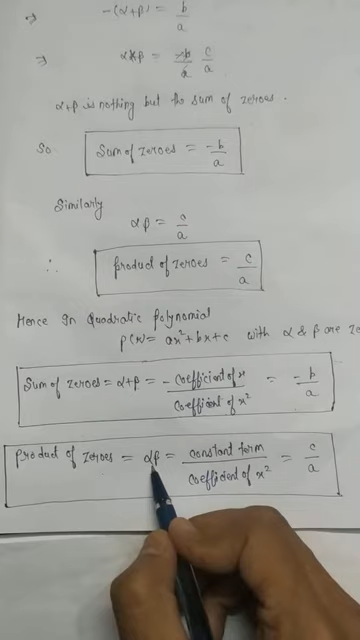 ⇒ -(α+β) = b/a
⇒ α*β = c/a
α+β is nothing but the sum of zeroes.
So Sum of zeroes = -b/a
Similarly
αβ = c/a
∴ Product of zeroes = c/a
Hence In Quadratic Polynomial
P(x) = ax²+bx+c with α & β are ze
Sum of zeroes = α+β = - coefficient of x / coefficient of x² = -b/a
Product of zeroes = αβ = constant term / coefficient of x² = c/a